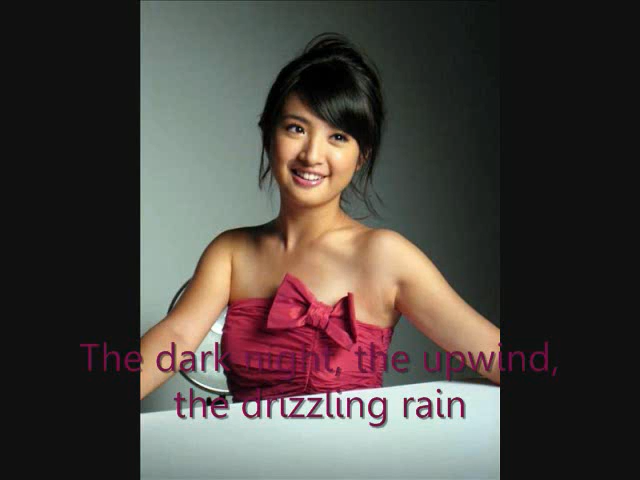 The dark night, the upwind,
the drizzling rain